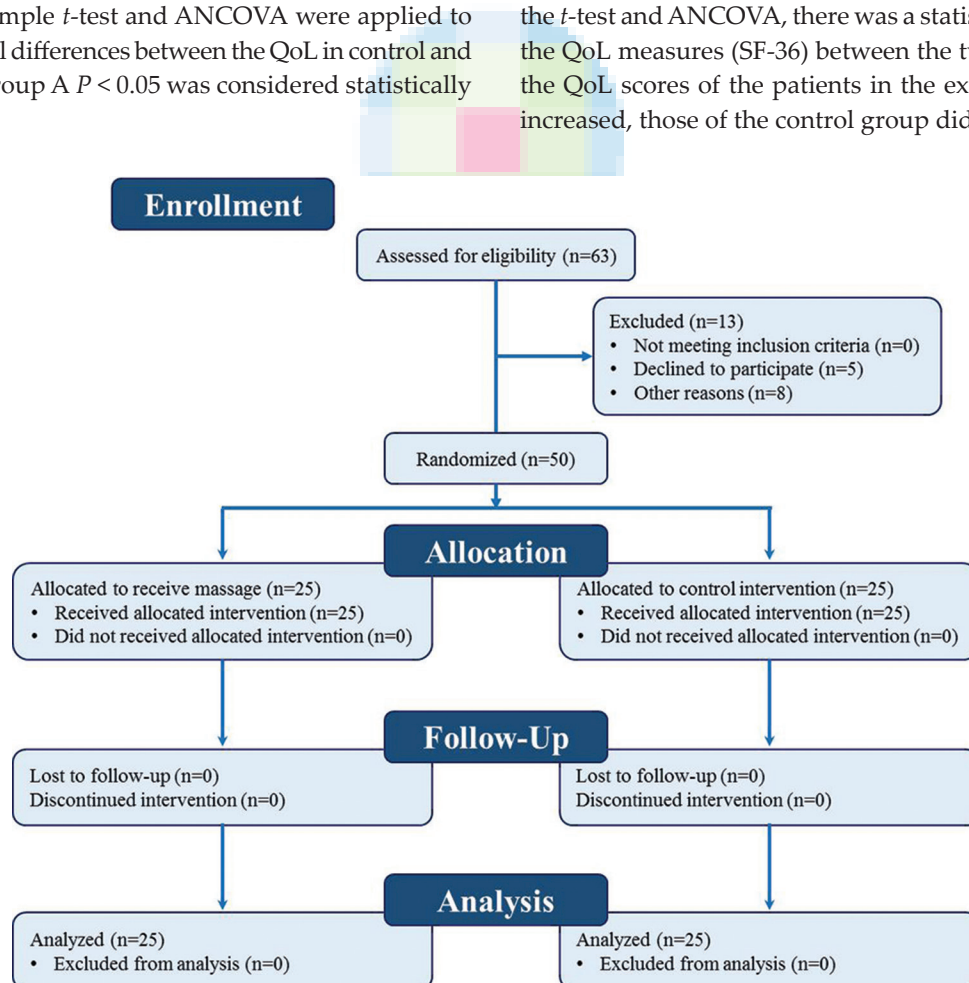 mple t-test and ANCOVA were applied to
l differences between the QoL in control and
roup A P < 0.05 was considered statistically
the t-test and ANCOVA, there was a statis
the QoL measures (SF-36) between the t
the QoL scores of the patients in the ex
increased, those of the control group did
Enrollment
Assessed for eligibility (n=63)
Excluded (n=13)
• Not meeting inclusion criteria (n=0)
• Declined to participate (n=5)
• Other reasons (n=8)
Randomized (n=50)
Allocation
Allocated to receive massage (n=25)
• Received allocated intervention (n=25)
• Did not received allocated intervention (n=0)
Allocated to control intervention (n=25)
• Received allocated intervention (n=25)
• Did not received allocated intervention (n=0)
Follow-Up
Lost to follow-up (n=0)
Discontinued intervention (n=0)
Lost to follow-up (n=0)
Discontinued intervention (n=0)
Analysis
Analyzed (n=25)
• Excluded from analysis (n=0)
Analyzed (n=25)
• Excluded from analysis (n=0)